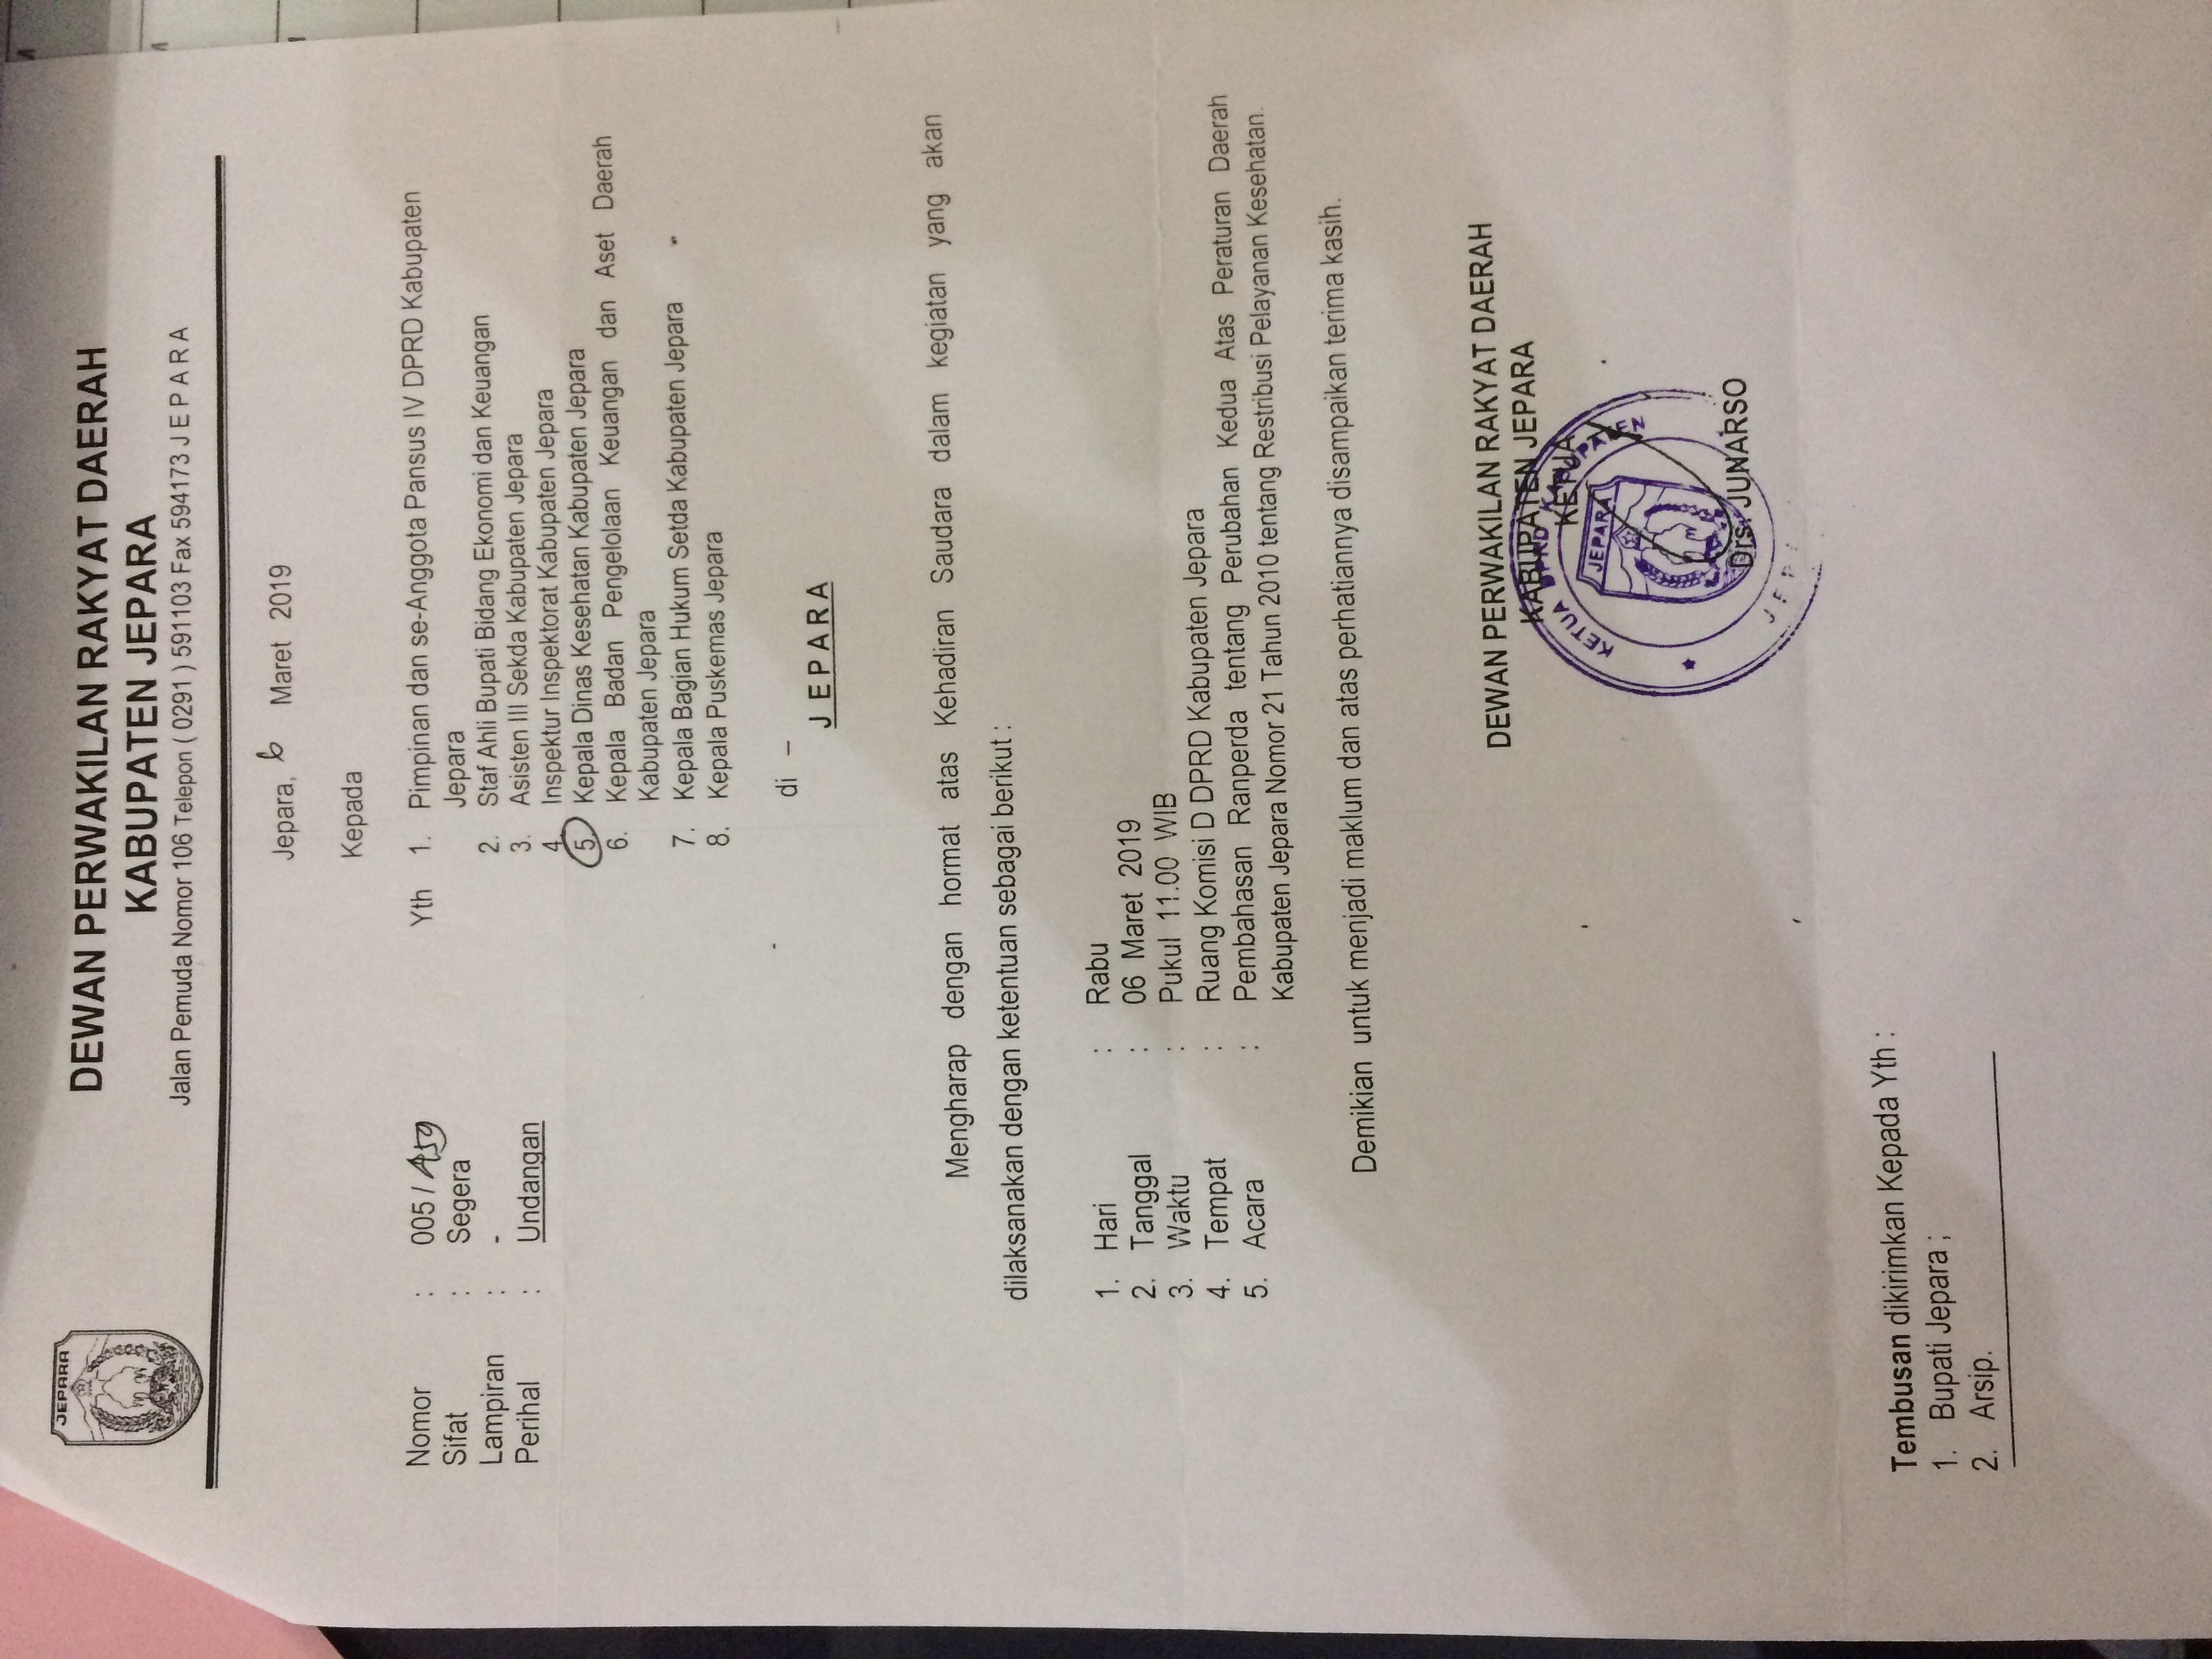 JEPARA
DEWAN PERWAKILAN RAKYAT DAERAH
KABUPATEN JEPARA
Jalan Pemuda Nomor 106 Telepon ( 0291 ) 591103 Fax 594173 J E P A R A
Jepara, 6 Maret 2019
Kepada
Nomor : 005 /
Sifat : Segera
Lampiran : -
Perihal : Undangan
Yth 1. Pimpinan dan se-Anggota Pansus IV DPRD Kabupaten
Jepara
2. Staf Ahli Bupati Bidang Ekonomi dan Keuangan
3. Asisten III Sekda Kabupaten Jepara
4. Inspektur Inspektorat Kabupaten Jepara
5. Kepala Dinas Kesehatan Kabupaten Jepara
6. Kepala Badan Pengelolaan Keuangan dan Aset Daerah
Kabupaten Jepara
7. Kepala Bagian Hukum Setda Kabupaten Jepara
8. Kepala Puskemas Jepara
di –
J E P A R A
Mengharap dengan hormat atas Kehadiran Saudara dalam kegiatan yang akan
dilaksanakan dengan ketentuan sebagai berikut :
1. Hari : Rabu
2. Tanggal : 06 Maret 2019
3. Waktu : Pukul 11.00 WIB
4. Tempat : Ruang Komisi D DPRD Kabupaten Jepara
5. Acara : Pembahasan Ranperda tentang Perubahan Kedua Atas Peraturan Daerah
Kabupaten Jepara Nomor 21 Tahun 2010 tentang Restribusi Pelayanan Kesehatan.
Demikian untuk menjadi maklum dan atas perhatiannya disampaikan terima kasih.
DEWAN PERWAKILAN RAKYAT DAERAH
KABUPATEN JEPARA
KETUA
KETUA DPRD KABUPATEN
JEPARA
Drs. JUNARSO
Tembusan dikirimkan Kepada Yth :
1. Bupati Jepara ;
2. Arsip.